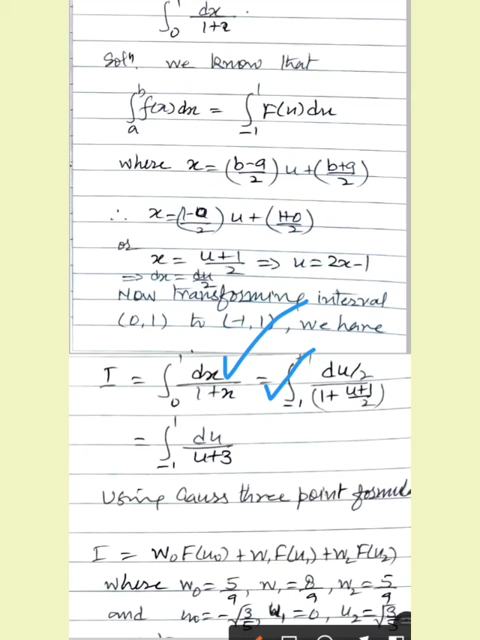 ∫₀¹ dx/(1+x).
Solⁿ. we know that
∫ₐᵇ f(x)dx = ∫₋₁¹ F(u)du
where x = ((b-a)/2) u + ((b+a)/2)
∴ x = ((1-0)/2) u + ((1+0)/2)
or
x = (u+1)/2 ⇒ u = 2x-1
⇒ dx = du/2
Now transforming interval
(0,1) to (-1,1), we have
I = ∫₀¹ dx/(1+x) = ∫₋₁⁺¹ (du/2)/(1+(u+1)/2)
= ∫₋₁¹ du/(u+3)
Using Gauss three point formula
I = w₀F(u₀) + w₁F(u₁) + w₂F(u₂)
where w₀ = 5/9, w₁ = 8/9, w₂ = 5/9
and u₀ = -√(3/5), u₁ = 0, u₂ = √(3/5)